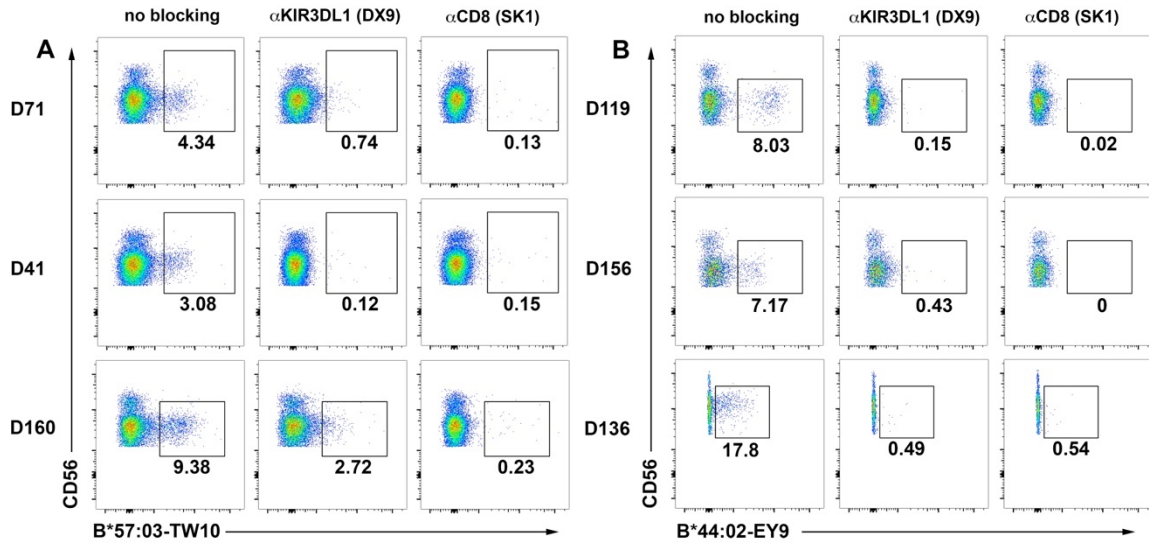 no blocking αKIR3DL1 (DX9) αCD8 (SK1)
A
D71
4.34 0.74 0.13
D41
3.08 0.12 0.15
D160
9.38 2.72 0.23
CD56
B*57:03-TW10
no blocking αKIR3DL1 (DX9) αCD8 (SK1)
B
D119
8.03 0.15 0.02
D156
7.17 0.43 0
D136
17.8 0.49 0.54
CD56
B*44:02-EY9